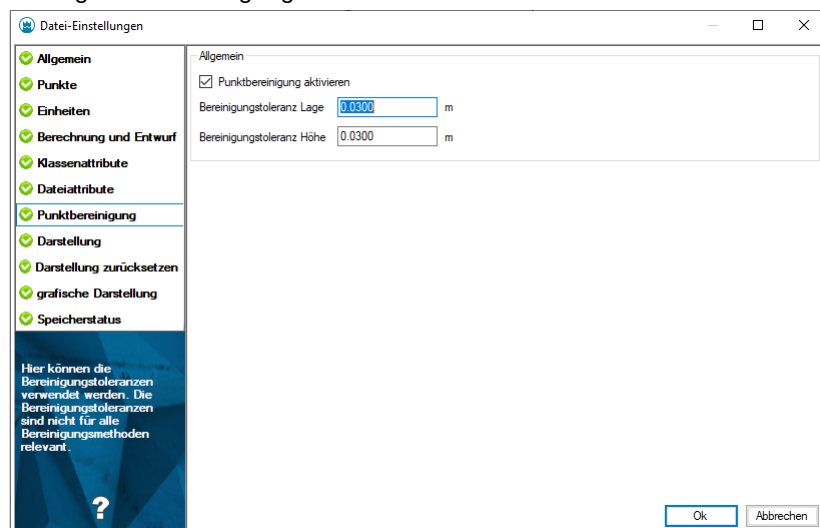 Datei-Einstellungen
Allgemein
Punkte
Einheiten
Berechnung und Entwurf
Klassenattribute
Dateiattribute
Punktbereinigung
Darstellung
Darstellung zurücksetzen
grafische Darstellung
Speicherstatus
Hier können die
Bereinigungstoleranzen
verwendet werden. Die
Bereinigungstoleranzen
sind nicht für alle
Bereinigungsmethoden
relevant.
?
Allgemein
Punktbereinigung aktivieren
Bereinigungstoleranz Lage 0.0300 m
Bereinigungstoleranz Höhe 0.0300 m
Ok Abbrechen